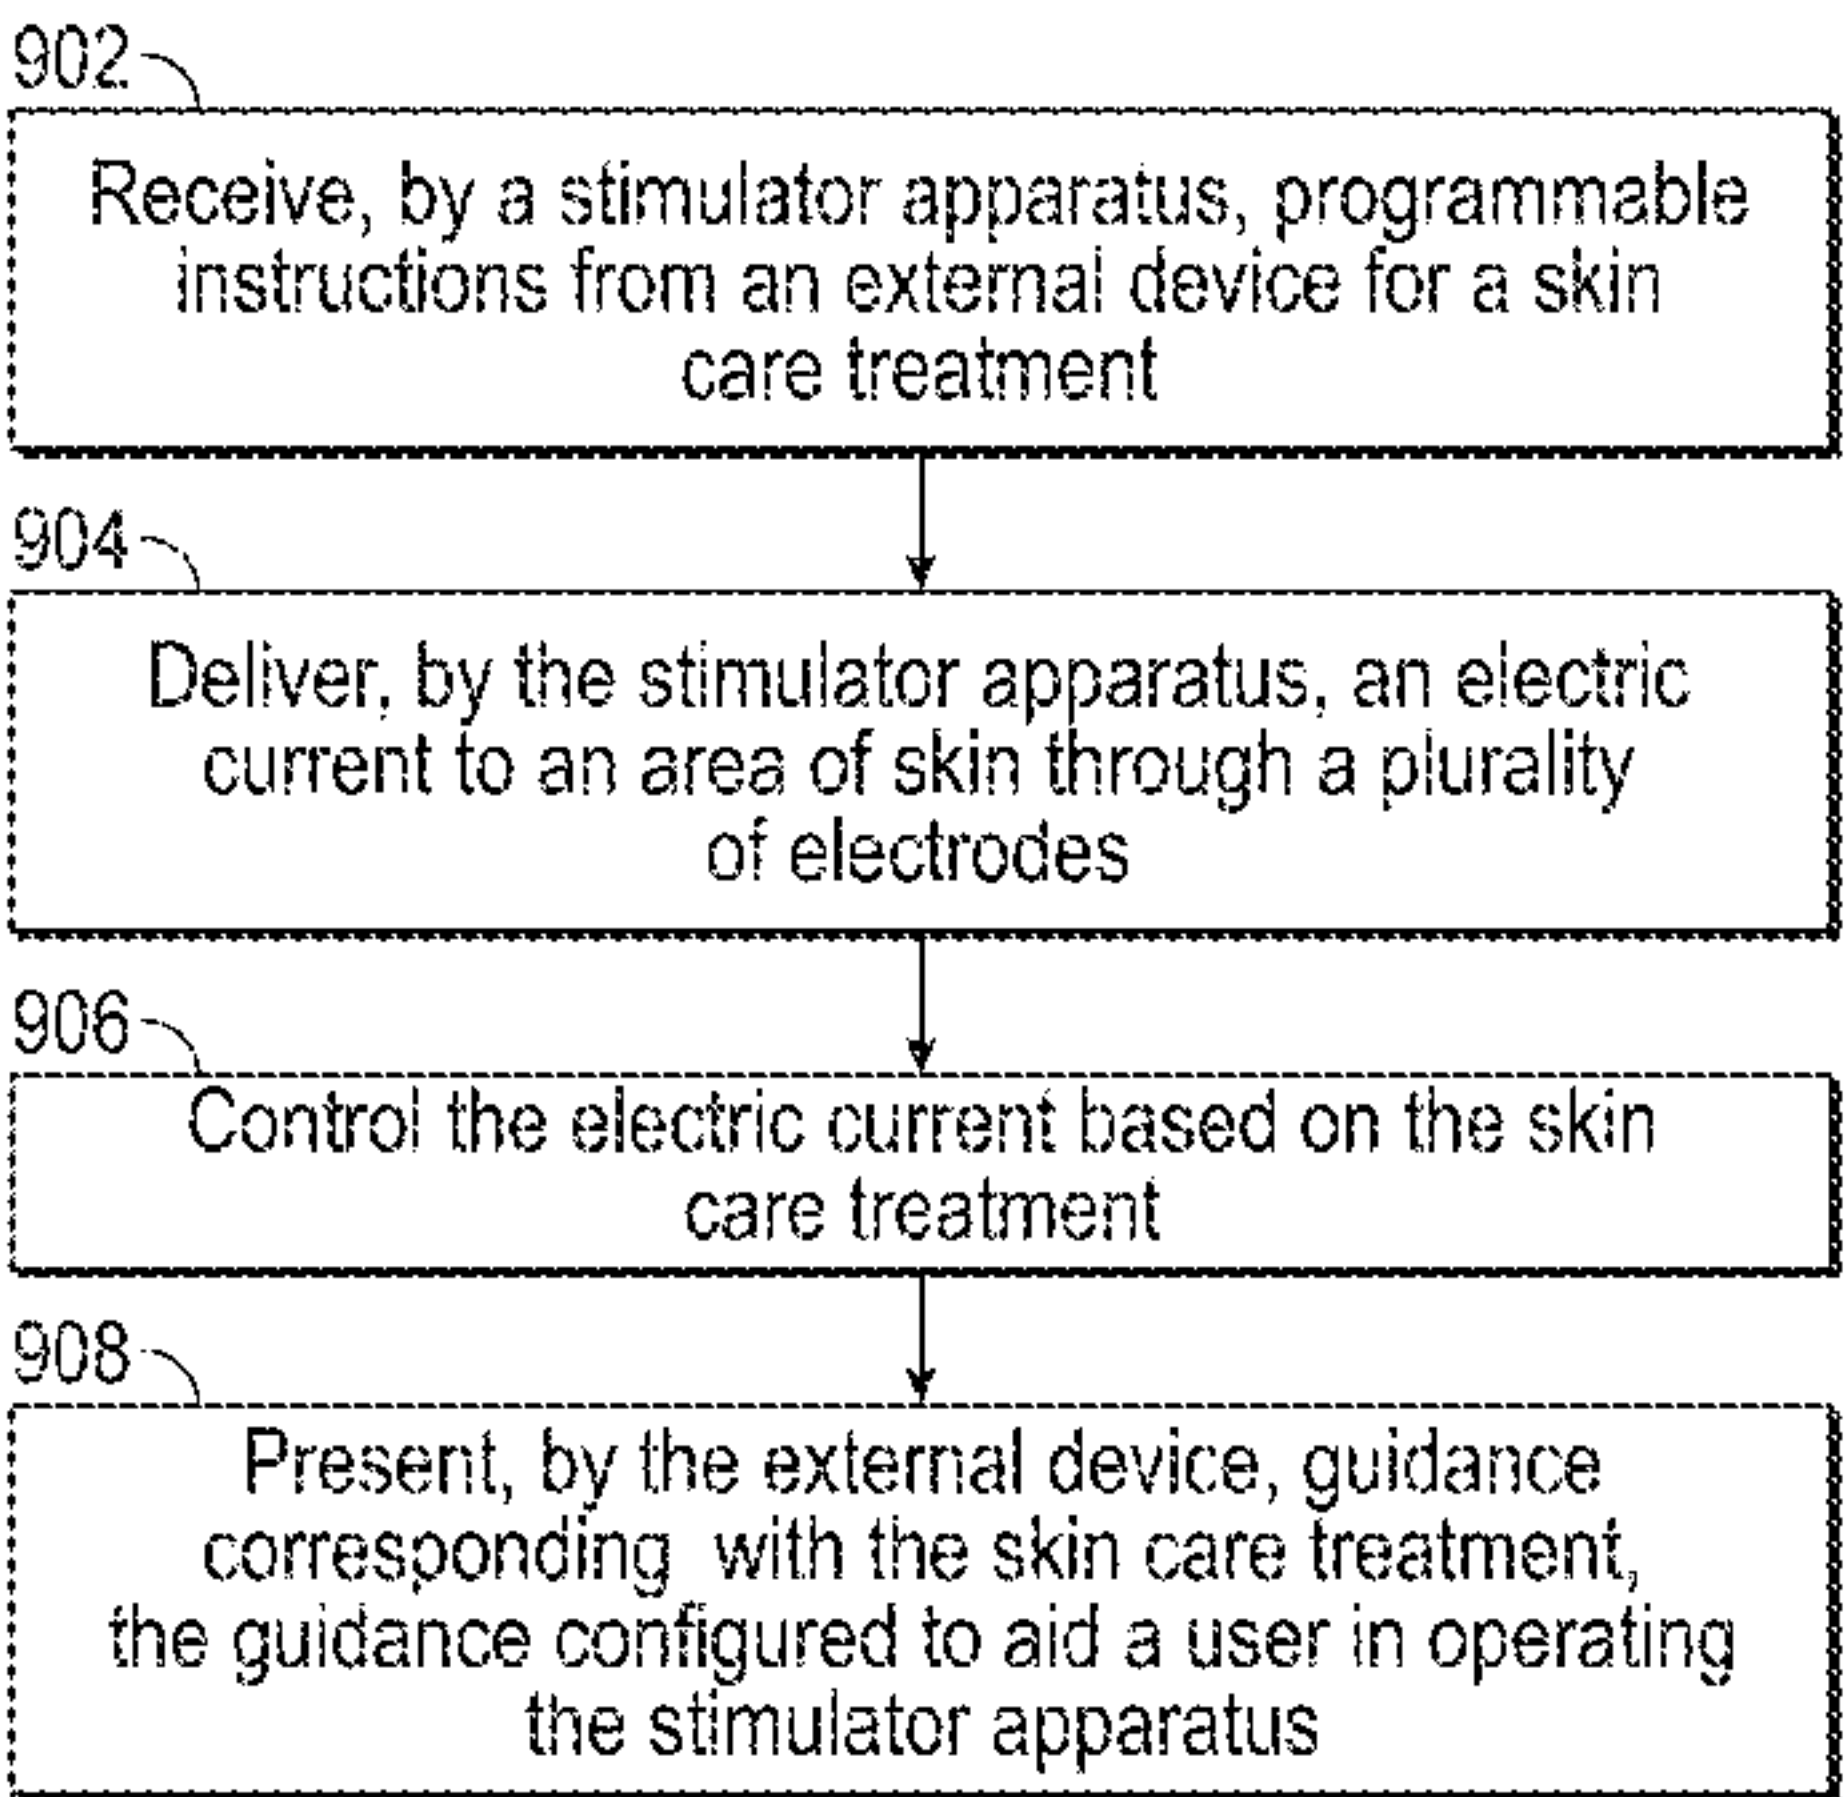 902
Receive, by a stimulator apparatus, programmable
instructions from an external device for a skin
care treatment
904
Deliver, by the stimulator apparatus, an electric
current to an area of skin through a plurality
of electrodes
906
Control the electric current based on the skin
care treatment
908
Present, by the external device, guidance
corresponding with the skin care treatment,
the guidance configured to aid a user in operating
the stimulator apparatus